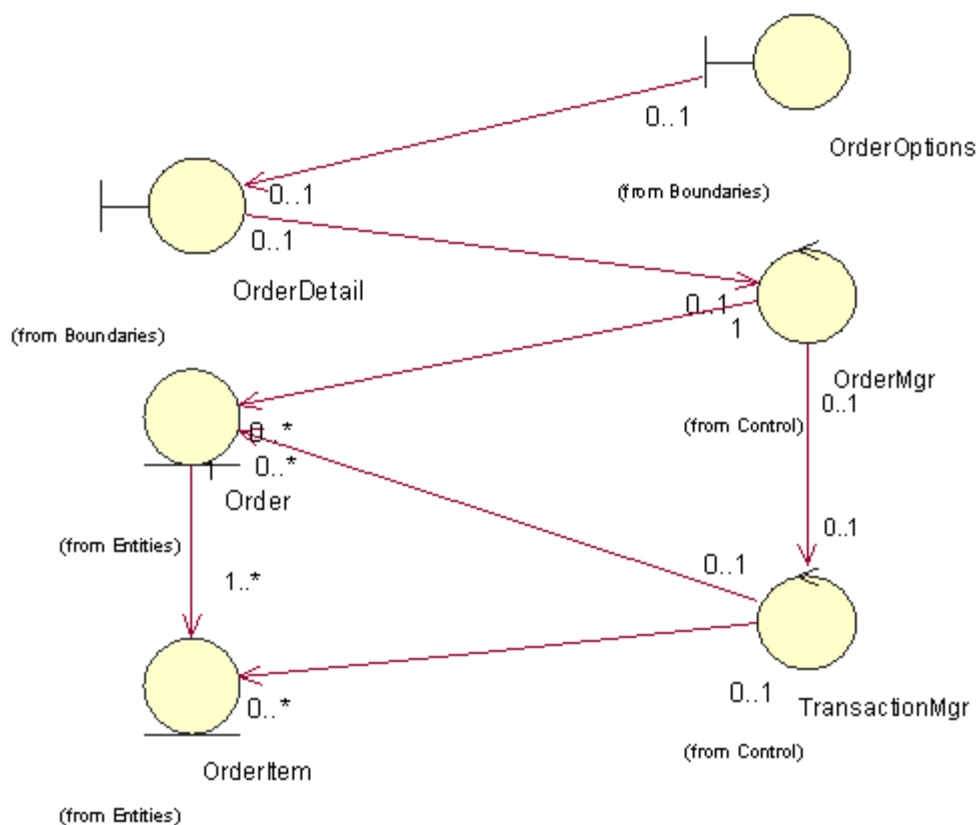 0..1
OrderOptions
(from Boundaries)
0..1
0..1
OrderDetail
(from Boundaries)
0..1
1
OrderMgr
0..1
(from Control)
0..*
0..*
1
Order
(from Entities)
0..1
0..1
1..*
0..1
TransactionMgr
(from Control)
0..*
OrderItem
(from Entities)